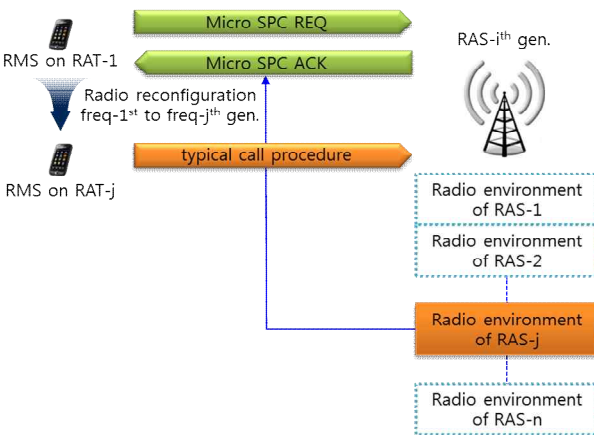 Micro SPC REQ
RAS-iᵗʰ gen.
RMS on RAT-1
Micro SPC ACK
Radio reconfiguration
freq-1ˢᵗ to freq-jᵗʰ gen.
typical call procedure
RMS on RAT-j
Radio environment
of RAS-1
Radio environment
of RAS-2
Radio environment
of RAS-j
Radio environment
of RAS-n